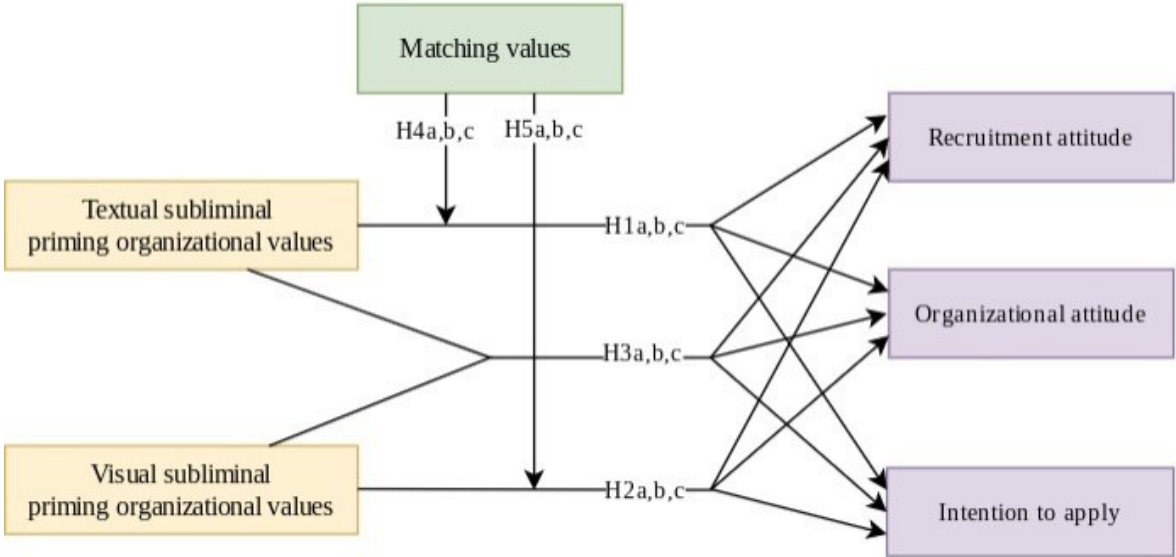 Matching values
H4a,b,c
H5a,b,c
Recruitment attitude
Textual subliminal
priming organizational values
H1a,b,c
Organizational attitude
H3a,b,c
Visual subliminal
priming organizational values
H2a,b,c
Intention to apply